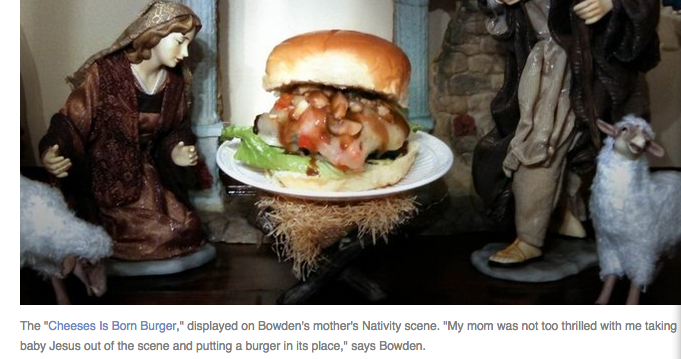 The "Cheeses Is Born Burger," displayed on Bowden's mother's Nativity scene. "My mom was not too thrilled with me taking
baby Jesus out of the scene and putting a burger in its place," says Bowden.